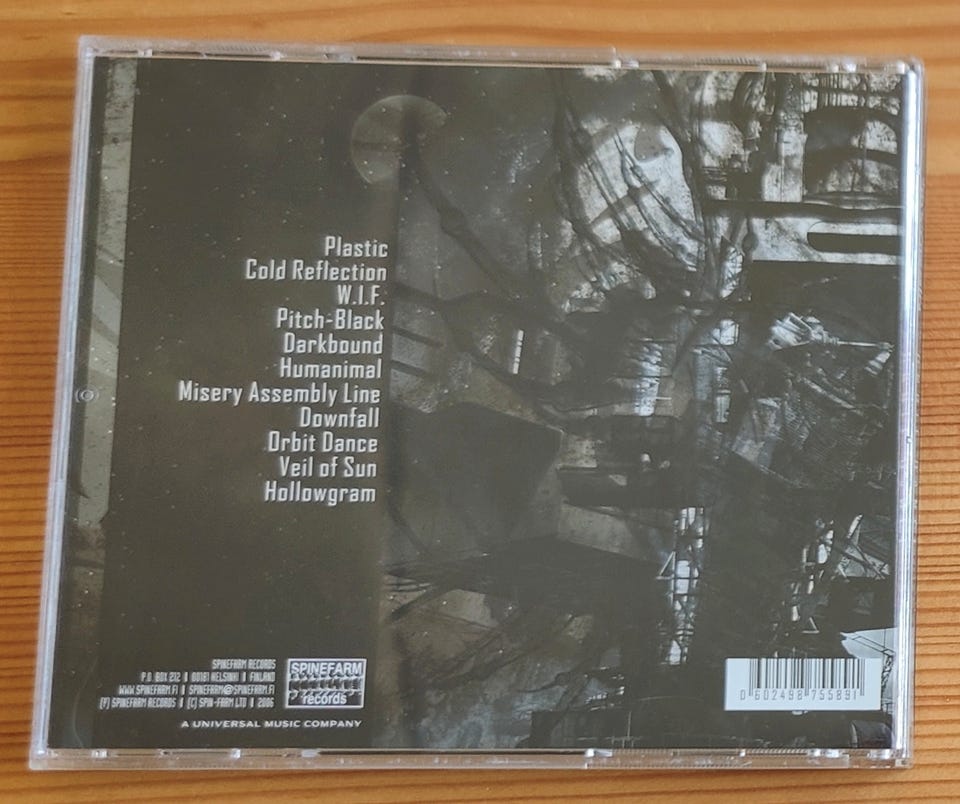 Plastic
Cold Reflection
W.I.F.
Pitch-Black
Darkbound
Humanimal
Misery Assembly Line
Downfall
Orbit Dance
Veil of Sun
Hollowgram
SPINEFARM RECORDS
P.O. BOX 212 | 00181 HELSINKI | FINLAND
WWW.SPINEFARM.FI | SPINEFARM@SPINEFARM.FI
(P) SPINEFARM RECORDS | (C) SPIN-FARM LTD | 2006
SPINEFARM
records
A UNIVERSAL MUSIC COMPANY
0 602498 755891